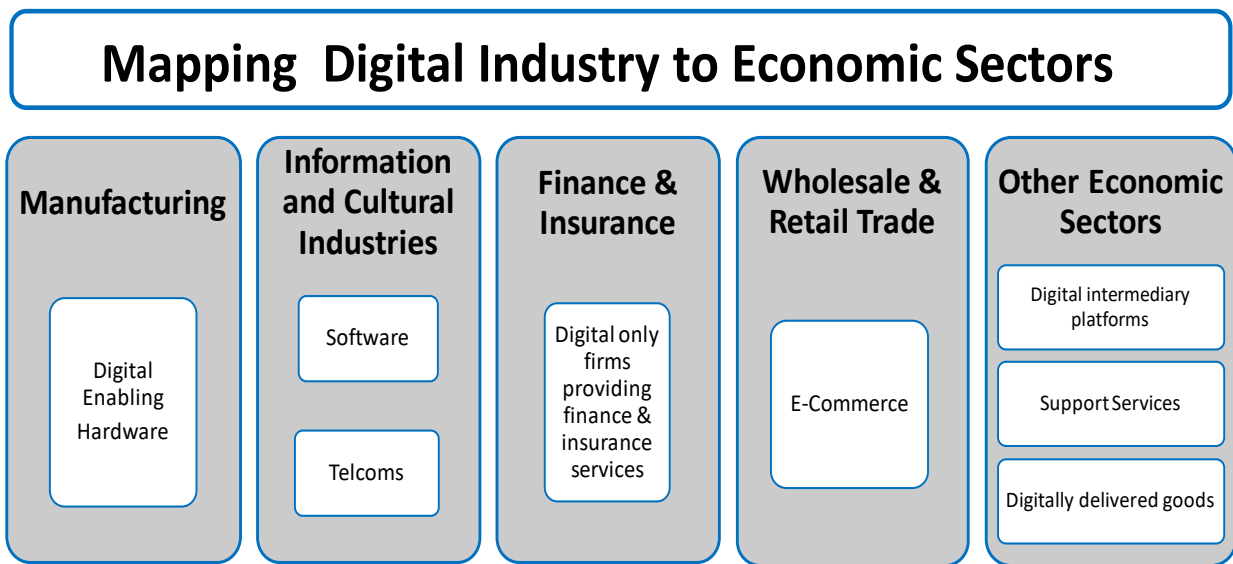 Mapping Digital Industry to Economic Sectors
Manufacturing
Digital
Enabling
Hardware
Information
and Cultural
Industries
Software
Telcoms
Finance &
Insurance
Digital only
firms
providing
finance &
insurance
services
Wholesale &
Retail Trade
E-Commerce
Other Economic
Sectors
Digital intermediary
platforms
Support Services
Digitally delivered goods